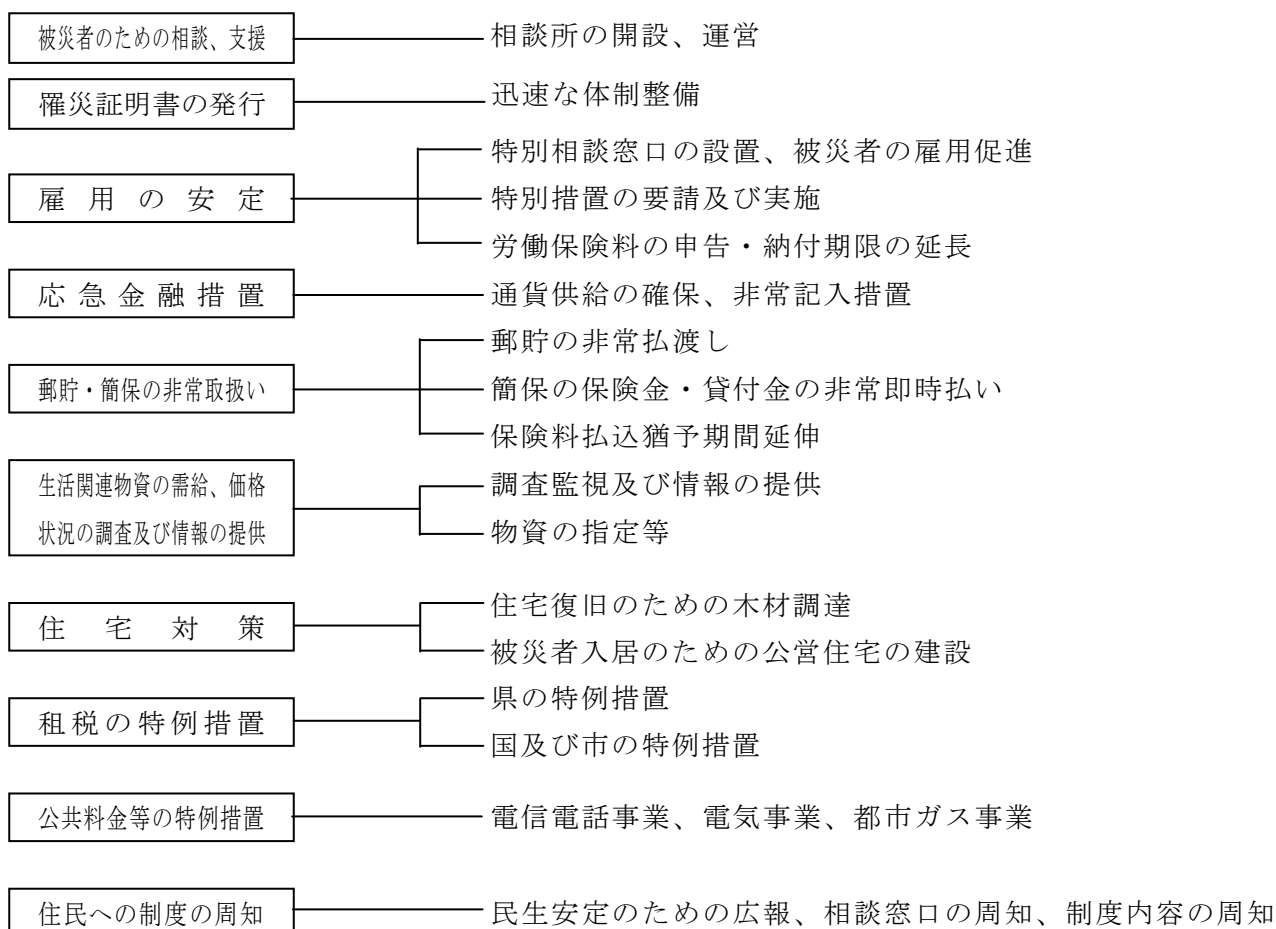 被災者のための相談、支援
相談所の開設、運営
罹災証明書の発行
迅速な体制整備
雇用の安定
特別相談窓口の設置、被災者の雇用促進
特別措置の要請及び実施
労働保険料の申告・納付期限の延長
応急金融措置
通貨供給の確保、非常記入措置
郵貯・簡保の非常取扱い
郵貯の非常払渡し
簡保の保険金・貸付金の非常即時払い
保険料払込猶予期間延伸
生活関連物資の需給、価格
状況の調査及び情報の提供
調査監視及び情報の提供
物資の指定等
住宅対策
住宅復旧のための木材調達
被災者入居のための公営住宅の建設
租税の特例措置
県の特例措置
国及び市の特例措置
公共料金等の特例措置
電信電話事業、電気事業、都市ガス事業
住民への制度の周知
民生安定のための広報、相談窓口の周知、制度内容の周知